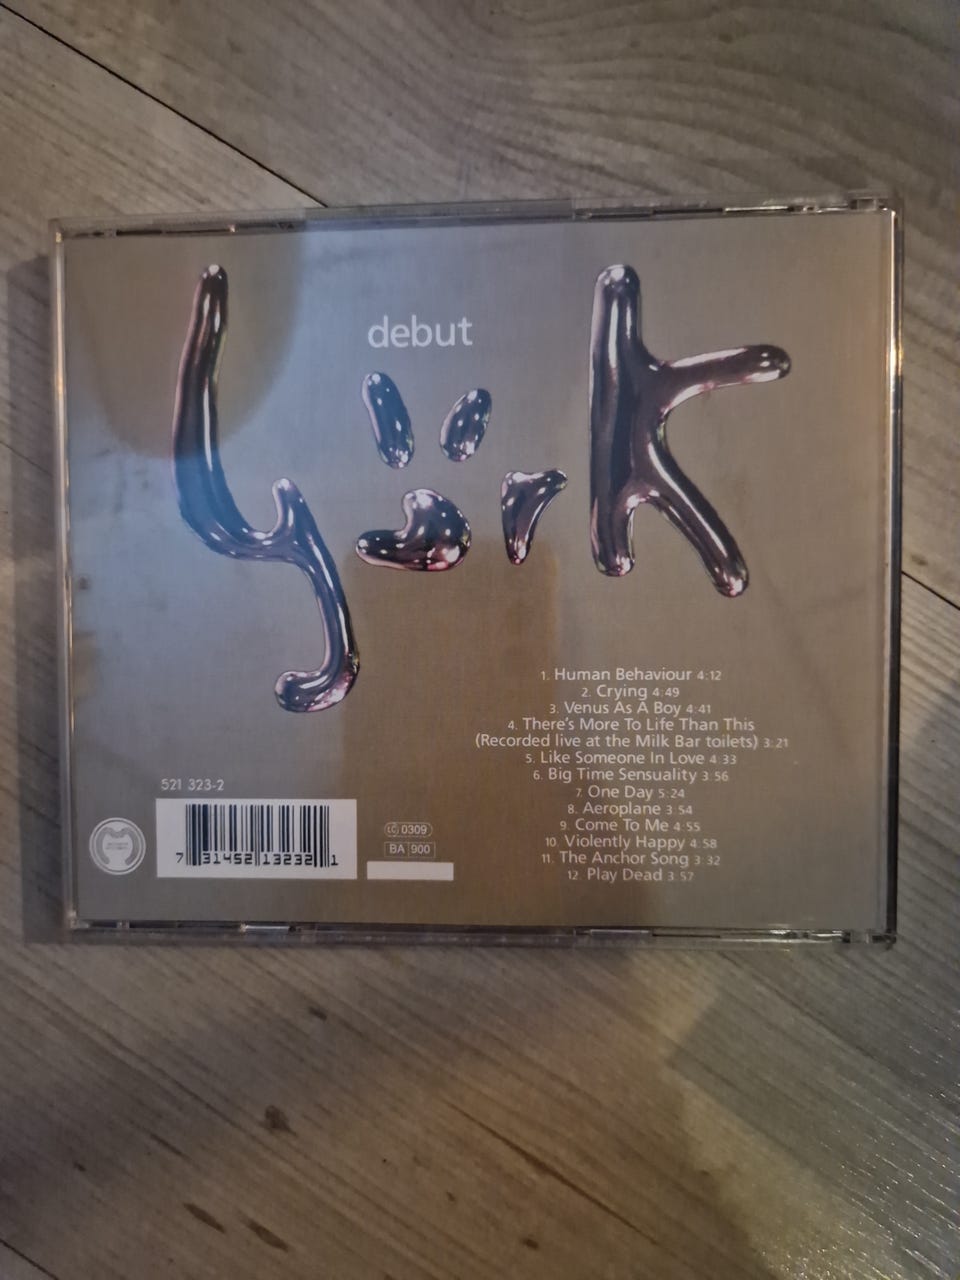 debut
björk
1. Human Behaviour 4:12
2. Crying 4:49
3. Venus As A Boy 4:41
4. There's More To Life Than This
(Recorded live at the Milk Bar toilets) 3:21
5. Like Someone In Love 4:33
6. Big Time Sensuality 3:56
7. One Day 5:24
8. Aeroplane 3:54
9. Come To Me 4:55
10. Violently Happy 4:58
11. The Anchor Song 3:32
12. Play Dead 3:57
521 323-2
7 31452 13232 1
LC 0309
BA 900